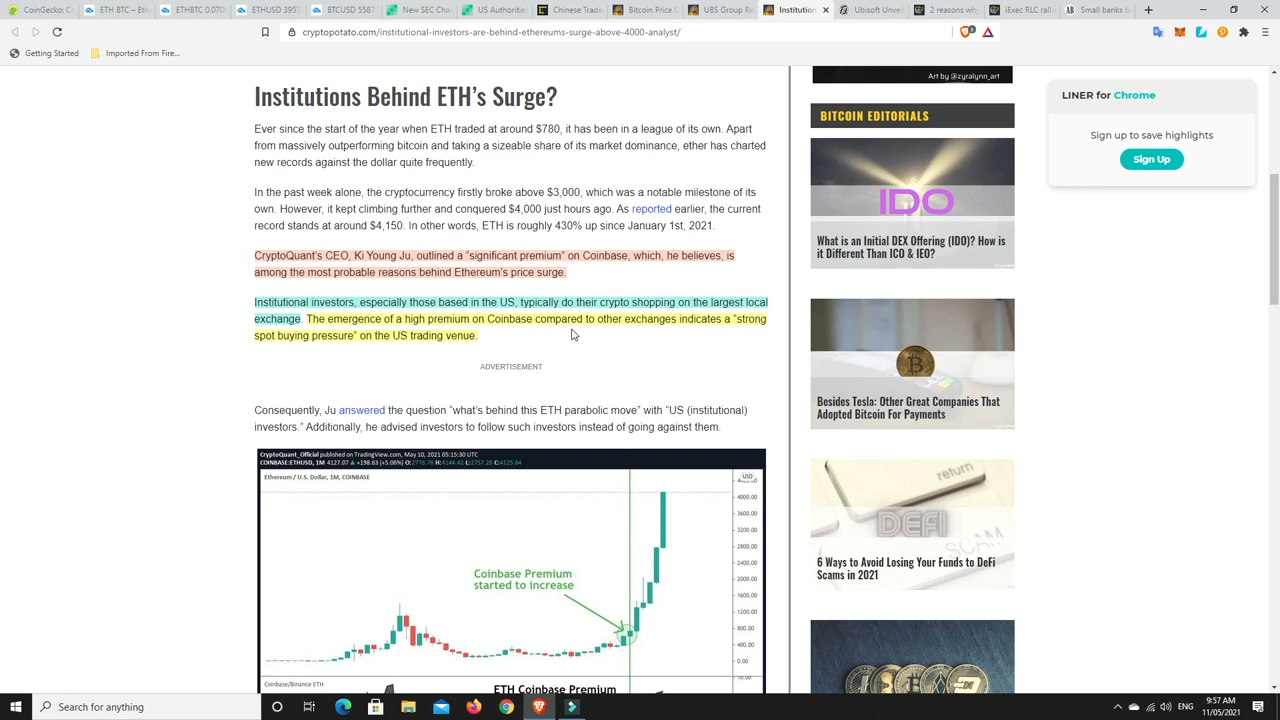 CoinGecko: Cr
ETH BTC – Eth
ETHBTC 0.070
ETHUSD 3957
BTCUSD 5587
New SEC Chai
US Authorities
Chinese Trade
Bitcoin Price C
UBS Group Re
Institution
Ubisoft Unvei
2 reasons why
iExec RLC rallie
Small banks b
cryptopotato.com/institutional-investors-are-behind-ethereums-surge-above-4000-analyst/
Getting Started
Imported From Fire...
Art by @zyralynn_art
Institutions Behind ETH's Surge?
Ever since the start of the year when ETH traded at around $780, it has been in a league of its own. Apart
from massively outperforming bitcoin and taking a sizeable share of its market dominance, ether has charted
new records against the dollar quite frequently.
In the past week alone, the cryptocurrency firstly broke above $3,000, which was a notable milestone of its
own. However, it kept climbing further and conquered $4,000 just hours ago. As reported earlier, the current
record stands at around $4,150. In other words, ETH is roughly 430% up since January 1st, 2021.
CryptoQuant's CEO, Ki Young Ju, outlined a "significant premium" on Coinbase, which, he believes, is
among the most probable reasons behind Ethereum's price surge.
Institutional investors, especially those based in the US, typically do their crypto shopping on the largest local
exchange. The emergence of a high premium on Coinbase compared to other exchanges indicates a "strong
spot buying pressure" on the US trading venue.
ADVERTISEMENT
Consequently, Ju answered the question "what's behind this ETH parabolic move" with "US (institutional)
investors." Additionally, he advised investors to follow such investors instead of going against them.
CryptoQuant_Official published on TradingView.com, May 10, 2021 05:15:30 UTC
COINBASE:ETHUSD, 1M 4127.07 ▲ +198.63 (+5.06%) O:2776.76 H:4144.42 L:2757.28 C:4125.64
Ethereum / U.S. Dollar, 1M, COINBASE
USD
4000.00
3600.00
3200.00
2800.00
2400.00
2000.00
1600.00
1200.00
800.00
400.00
0.00
Coinbase Premium
started to increase
Coinbase/Binance ETH
ETH Coinbase Premium
10.00
BITCOIN EDITORIALS
IDO
What is an Initial DEX Offering (IDO)? How is
it Different Than ICO & IEO?
Besides Tesla: Other Great Companies That
Adopted Bitcoin For Payments
return
DEFI
SCAM
6 Ways to Avoid Losing Your Funds to DeFi
Scams in 2021
LINER for Chrome
Sign up to save highlights
Sign Up
Search for anything
ENG
9:57 AM
11/05/2021